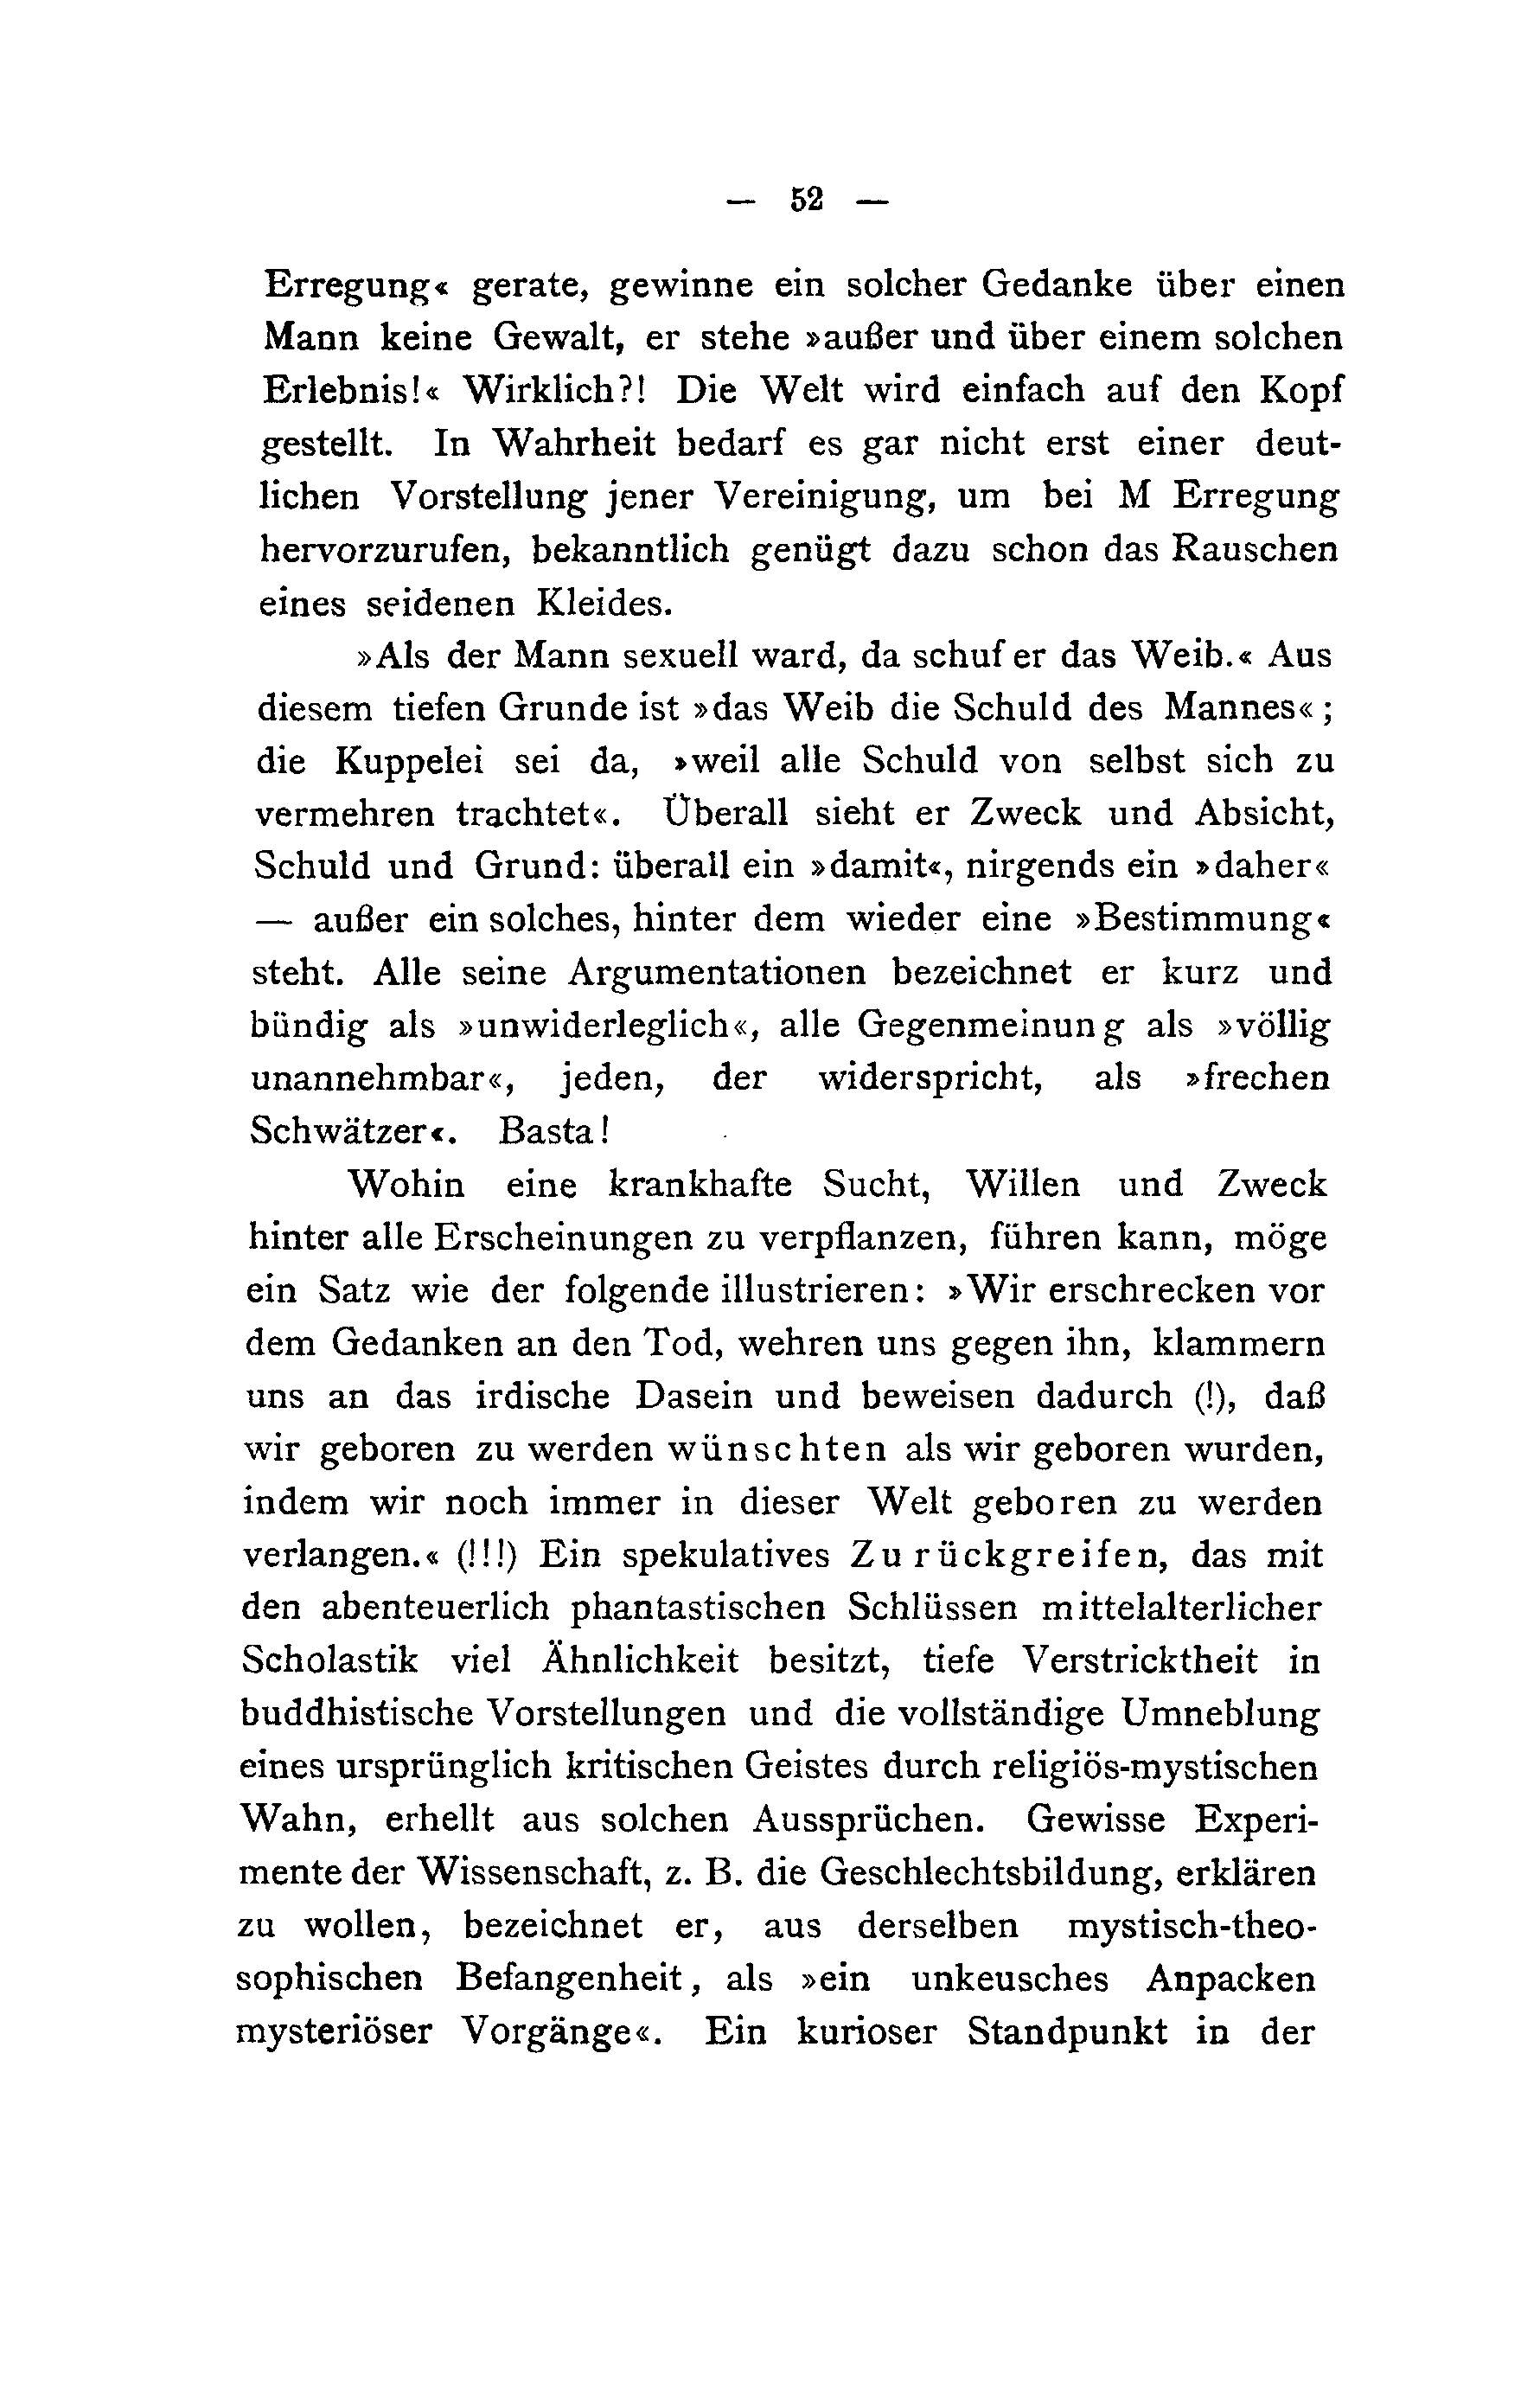 — 52 —
Erregung« gerate, gewinne ein solcher Gedanke über einen
Mann keine Gewalt, er stehe »außer und über einem solchen
Erlebnis!« Wirklich?! Die Welt wird einfach auf den Kopf
gestellt. In Wahrheit bedarf es gar nicht erst einer deut-
lichen Vorstellung jener Vereinigung, um bei M Erregung
hervorzurufen, bekanntlich genügt dazu schon das Rauschen
eines seidenen Kleides.
»Als der Mann sexuell ward, da schuf er das Weib.« Aus
diesem tiefen Grunde ist »das Weib die Schuld des Mannes«;
die Kuppelei sei da, »weil alle Schuld von selbst sich zu
vermehren trachtet«. Überall sieht er Zweck und Absicht,
Schuld und Grund: überall ein »damit«, nirgends ein »daher«
— außer ein solches, hinter dem wieder eine »Bestimmung«
steht. Alle seine Argumentationen bezeichnet er kurz und
bündig als »unwiderleglich«, alle Gegenmeinung als »völlig
unannehmbar«, jeden, der widerspricht, als »frechen
Schwätzer«. Basta!
Wohin eine krankhafte Sucht, Willen und Zweck
hinter alle Erscheinungen zu verpflanzen, führen kann, möge
ein Satz wie der folgende illustrieren: »Wir erschrecken vor
dem Gedanken an den Tod, wehren uns gegen ihn, klammern
uns an das irdische Dasein und beweisen dadurch (!), daß
wir geboren zu werden wünschten als wir geboren wurden,
indem wir noch immer in dieser Welt geboren zu werden
verlangen.« (!!!) Ein spekulatives Zurückgreifen, das mit
den abenteuerlich phantastischen Schlüssen mittelalterlicher
Scholastik viel Ähnlichkeit besitzt, tiefe Verstricktheit in
buddhistische Vorstellungen und die vollständige Umneblung
eines ursprünglich kritischen Geistes durch religiös-mystischen
Wahn, erhellt aus solchen Aussprüchen. Gewisse Experi-
mente der Wissenschaft, z. B. die Geschlechtsbildung, erklären
zu wollen, bezeichnet er, aus derselben mystisch-theo-
sophischen Befangenheit, als »ein unkeusches Anpacken
mysteriöser Vorgänge«. Ein kurioser Standpunkt in der